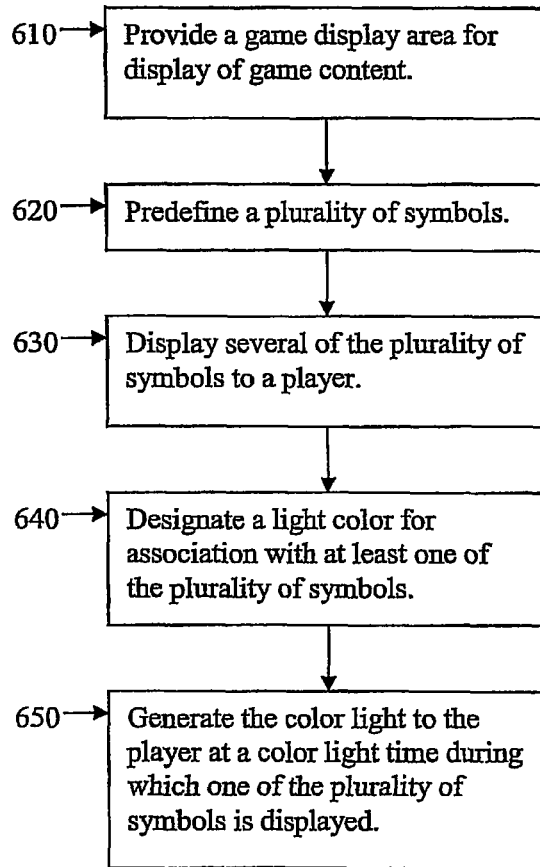 610 Provide a game display area for
display of game content.
620 Predefine a plurality of symbols.
630 Display several of the plurality of
symbols to a player.
640 Designate a light color for
association with at least one of
the plurality of symbols.
650 Generate the color light to the
player at a color light time during
which one of the plurality of
symbols is displayed.